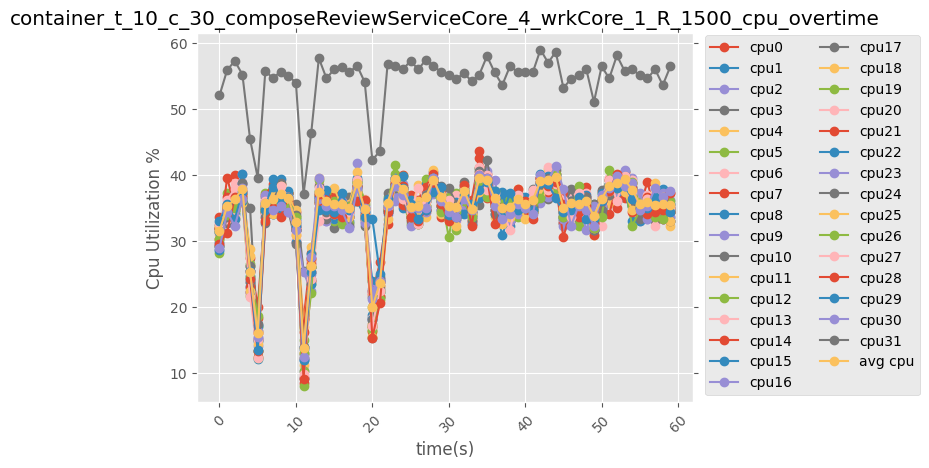 container_t_10_c_30_composeReviewServiceCore_4_wrkCore_1_R_1500_cpu_overtime
60
50
40
30
20
10
Cpu Utilization %
0
10
20
30
40
50
60
time(s)
cpu0
cpu1
cpu2
cpu3
cpu4
cpu5
cpu6
cpu7
cpu8
cpu9
cpu10
cpu11
cpu12
cpu13
cpu14
cpu15
cpu16
cpu17
cpu18
cpu19
cpu20
cpu21
cpu22
cpu23
cpu24
cpu25
cpu26
cpu27
cpu28
cpu29
cpu30
cpu31
avg cpu